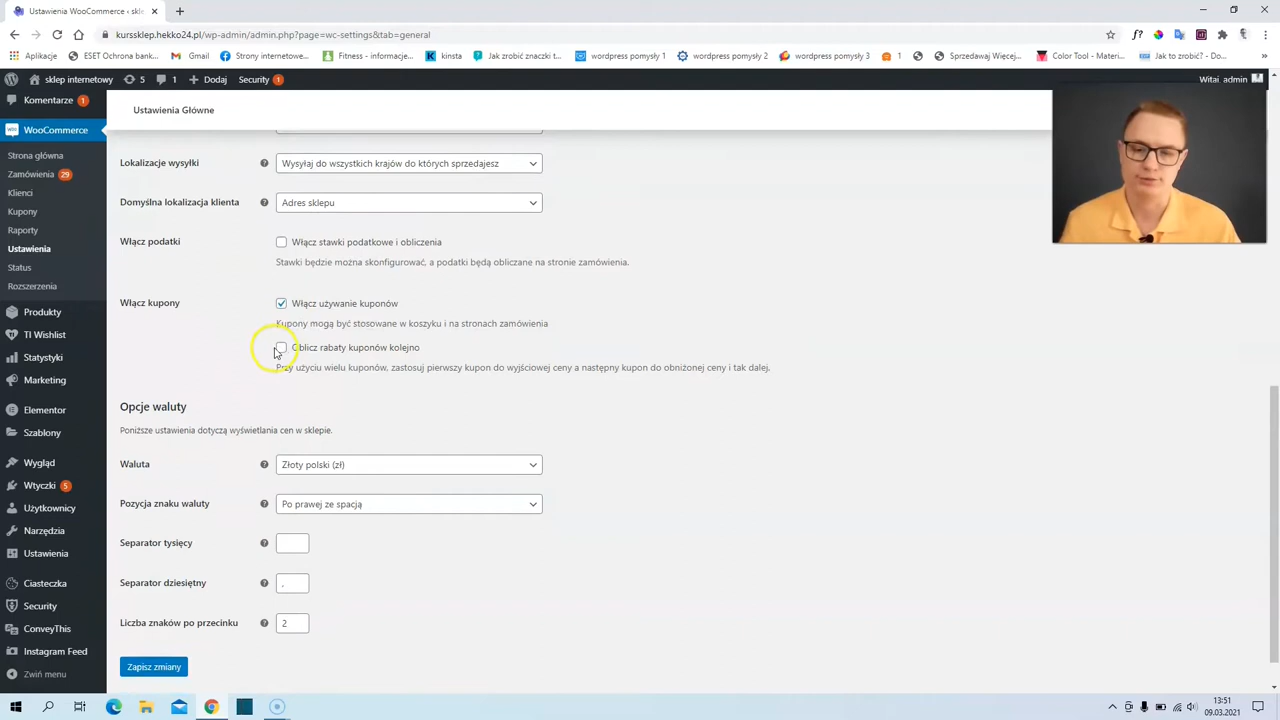 Ustawienia WooCommerce ‹ sklep
kurssklep.hekko24.pl/wp-admin/admin.php?page=wc-settings&tab=general
Aplikacje
ESET Ochrona bank...
Gmail
Strony internetowe...
Fitness - informacje...
kinsta
Jak zrobić znaczki t...
wordpress pomysły 1
wordpress pomysły 2
wordpress pomysły 3
1
Sprzedawaj Więcej...
Color Tool - Materi...
Jak to zrobić? - Do...
sklep internetowy
5
1
Dodaj
Security 1
Witaj, admin
Komentarze 1
WooCommerce
Strona główna
Zamówienia 29
Klienci
Kupony
Raporty
Ustawienia
Status
Rozszerzenia
Produkty
TI Wishlist
Statystyki
Marketing
Elementor
Szablony
Wygląd
Wtyczki 5
Użytkownicy
Narzędzia
Ustawienia
Ciasteczka
Security
ConveyThis
Instagram Feed
Zwiń menu
Ustawienia Główne
Lokalizacje wysyłki
Wysyłaj do wszystkich krajów do których sprzedajesz
Domyślna lokalizacja klienta
Adres sklepu
Włącz podatki
Włącz stawki podatkowe i obliczenia
Stawki będzie można skonfigurować, a podatki będą obliczane na stronie zamówienia.
Włącz kupony
Włącz używanie kuponów
Kupony mogą być stosowane w koszyku i na stronach zamówienia
Oblicz rabaty kuponów kolejno
Przy użyciu wielu kuponów, zastosuj pierwszy kupon do wyjściowej ceny a następny kupon do obniżonej ceny i tak dalej.
Opcje waluty
Poniższe ustawienia dotyczą wyświetlania cen w sklepie.
Waluta
Złoty polski (zł)
Pozycja znaku waluty
Po prawej ze spacją
Separator tysięcy
Separator dziesiętny
,
Liczba znaków po przecinku
2
Zapisz zmiany
13:51
09.03.2021